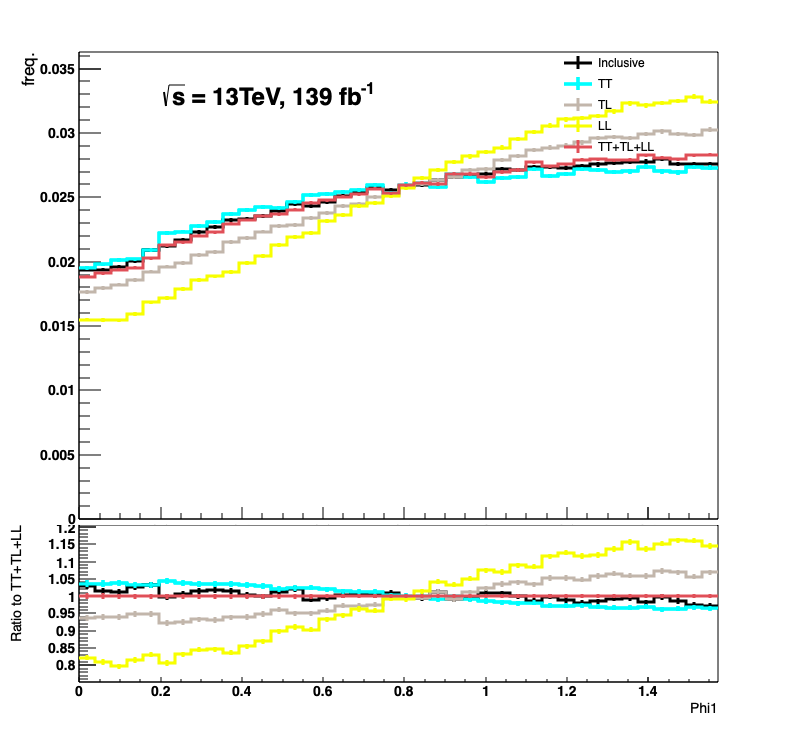 freq.
0.035
0.03
0.025
0.02
0.015
0.01
0.005
0
√s = 13TeV, 139 fb⁻¹
Inclusive
TT
TL
LL
TT+TL+LL
Ratio to TT+TL+LL
1.2
1.15
1.1
1.05
1
0.95
0.9
0.85
0.8
0 0.2 0.4 0.6 0.8 1 1.2 1.4
Phi1